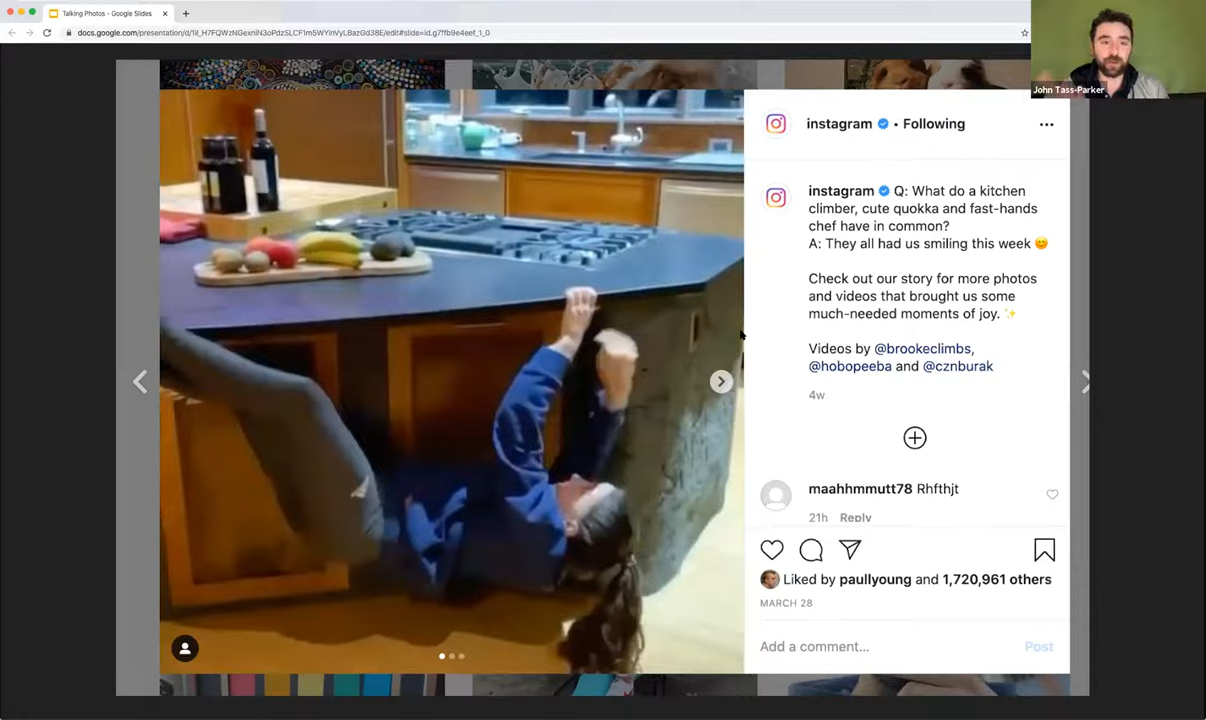 Talking Photos - Google Slides
docs.google.com/presentation/d/1il_H7FQWzNGexniN3oPdzSLCF1m5WYinVyLBazGd38E/edit#slide=id.g7ffb9e4eef_1_0
John Tass-Parker
instagram • Following
instagram Q: What do a kitchen
climber, cute quokka and fast-hands
chef have in common?
A: They all had us smiling this week 😊
Check out our story for more photos
and videos that brought us some
much-needed moments of joy. ✨
Videos by @brookeclimbs,
@hobopeeba and @cznburak
4w
maahhmmutt78 Rhfthjt
21h Reply
Liked by paullyoung and 1,720,961 others
MARCH 28
Add a comment... Post